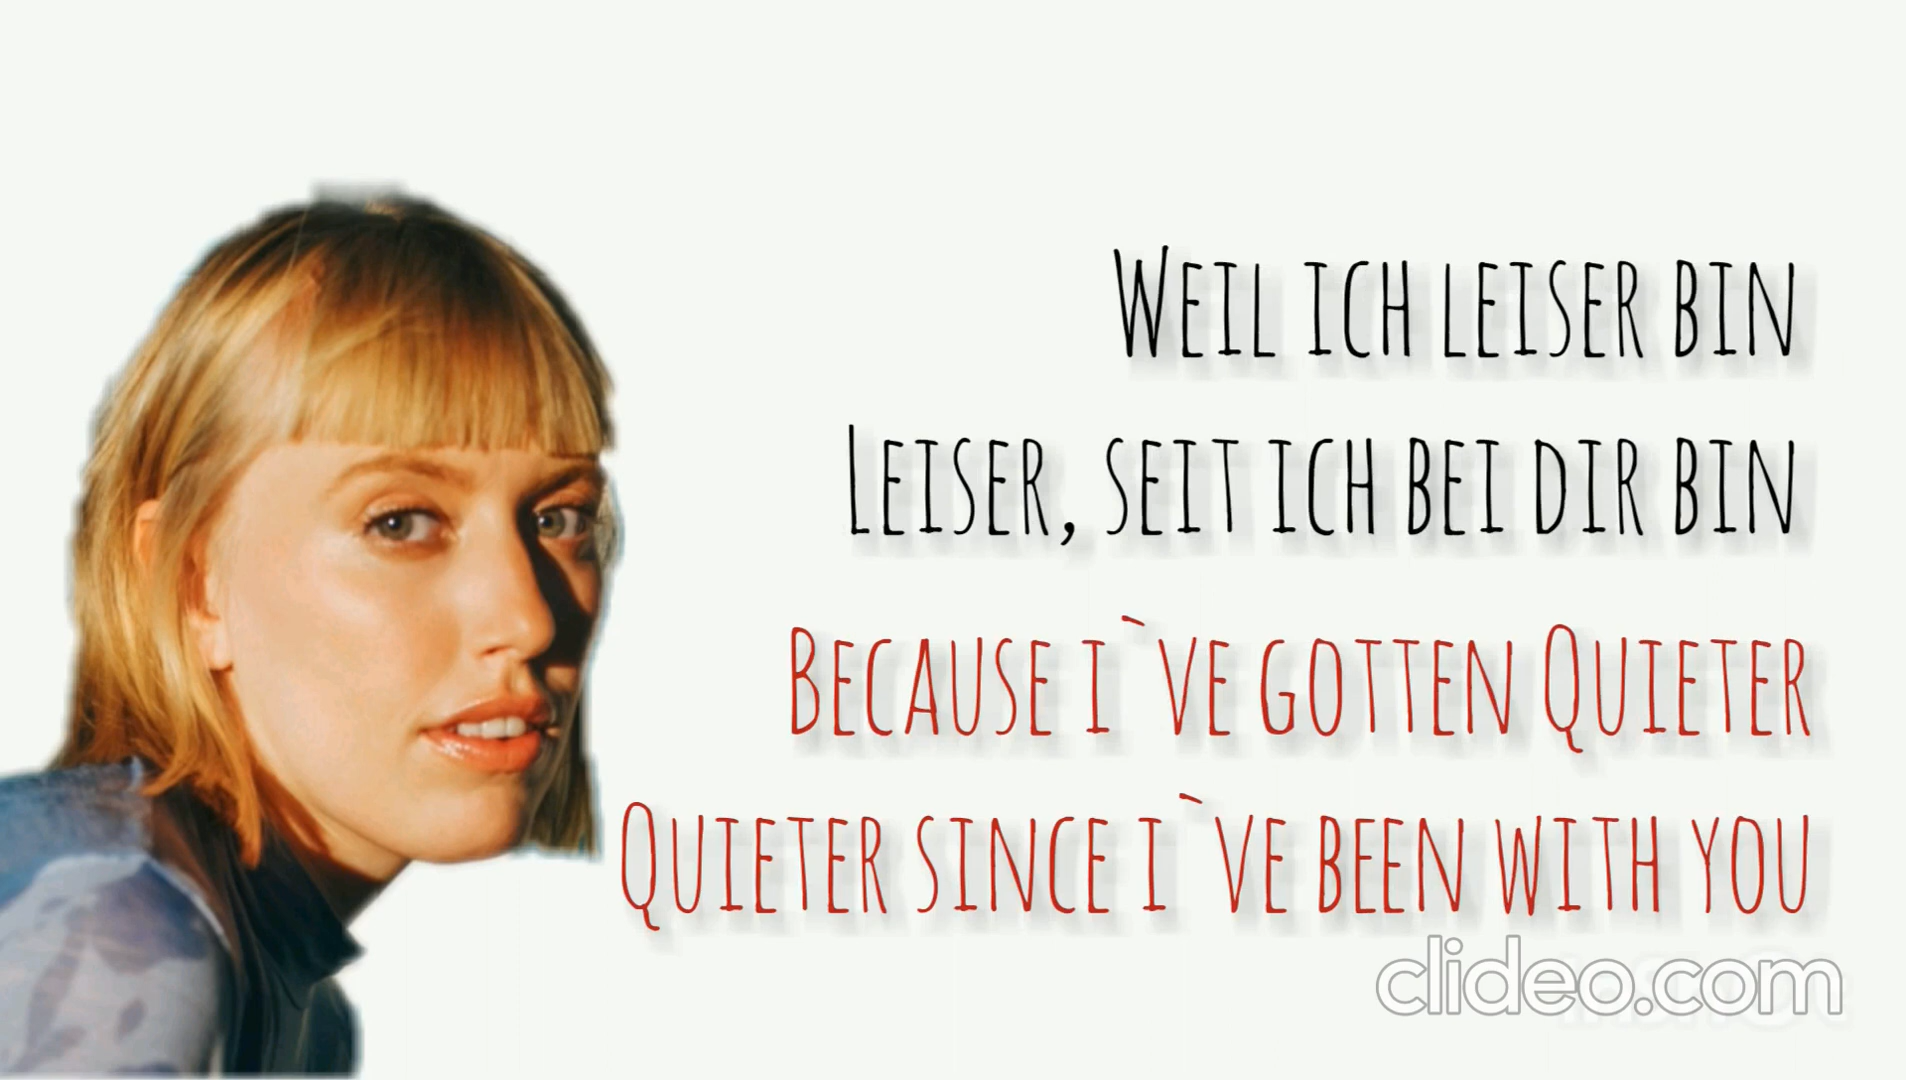 Weil ich leiser bin
Leiser, seit ich bei dir bin
Because i`ve gotten Quieter
Quieter since i`ve been with you
clideo.com